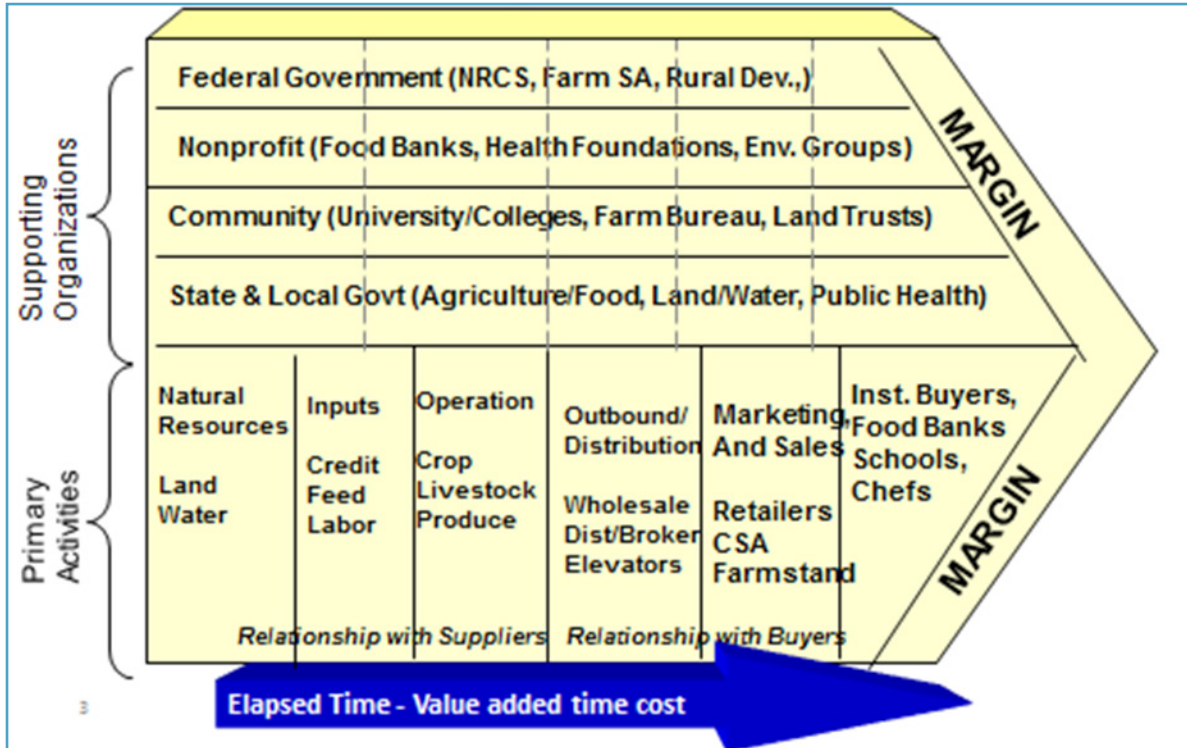 Supporting
Organizations
Federal Government (NRCS, Farm SA, Rural Dev.,)
Nonprofit (Food Banks, Health Foundations, Env. Groups)
Community (University/Colleges, Farm Bureau, Land Trusts)
State & Local Govt (Agriculture/Food, Land/Water, Public Health)
MARGIN
Primary
Activities
Natural
Resources
Land
Water
Inputs
Credit
Feed
Labor
Operation
Crop
Livestock
Produce
Outbound/
Distribution
Wholesale
Dist/Broker
Elevators
Marketing,
And Sales
Retailers
CSA
Farmstand
Inst. Buyers,
Food Banks
Schools,
Chefs
MARGIN
Relationship with Suppliers
Relationship with Buyers
Elapsed Time - Value added time cost
3